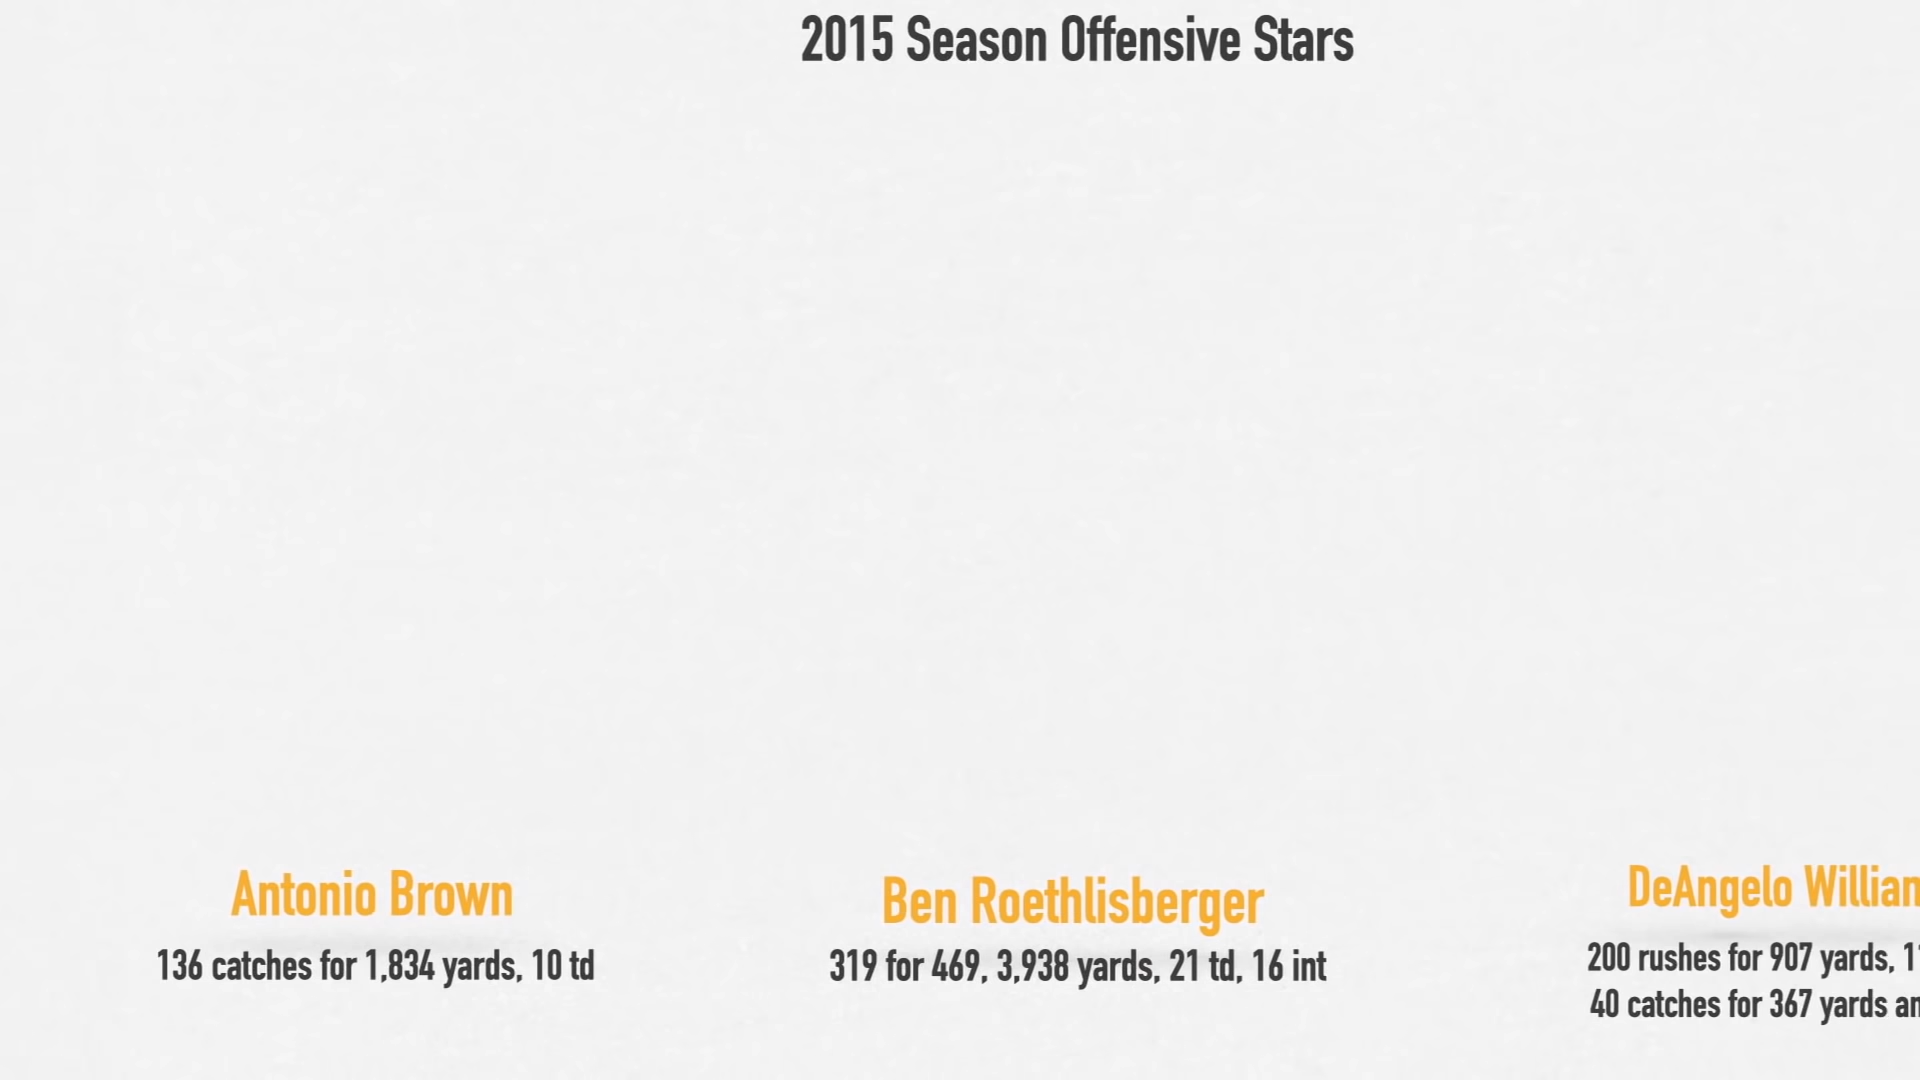 2015 Season Offensive Stars
Antonio Brown
136 catches for 1,834 yards, 10 td
Ben Roethlisberger
319 for 469, 3,938 yards, 21 td, 16 int
DeAngelo
200 rushes for 907 yards,
40 catches for 367 yards